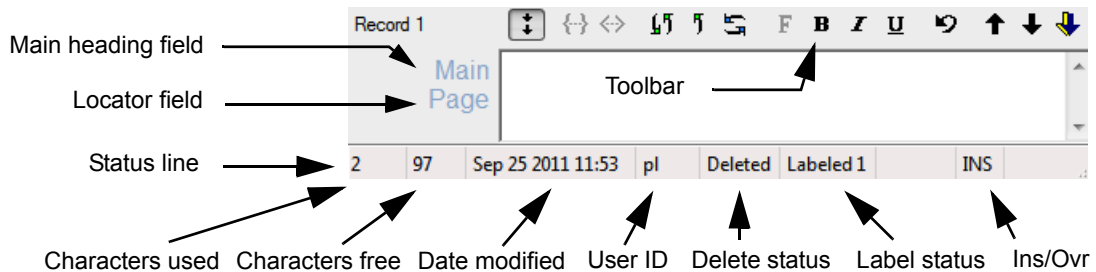 Record 1 {--} <-> F B I U
Main heading field
Main
Toolbar
Locator field
Page
Status line
2 97 Sep 25 2011 11:53 pl Deleted Labeled 1 INS
Characters used Characters free Date modified User ID Delete status Label status Ins/Ovr